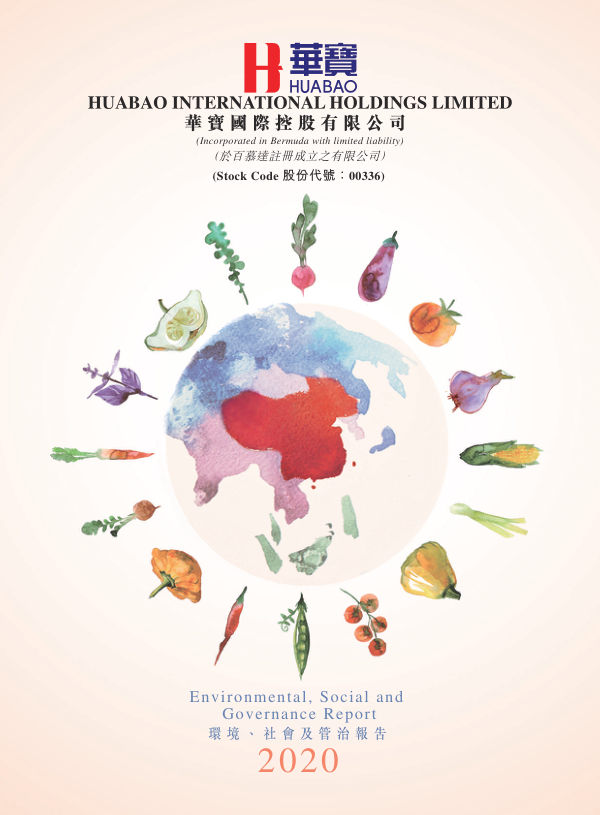 華寶
HUABAO
HUABAO INTERNATIONAL HOLDINGS LIMITED
華寶國際控股有限公司
(Incorporated in Bermuda with limited liability)
(於百慕達註冊成立之有限公司)
(Stock Code 股份代號：00336)
Environmental, Social and
Governance Report
環境、社會及管治報告
2020